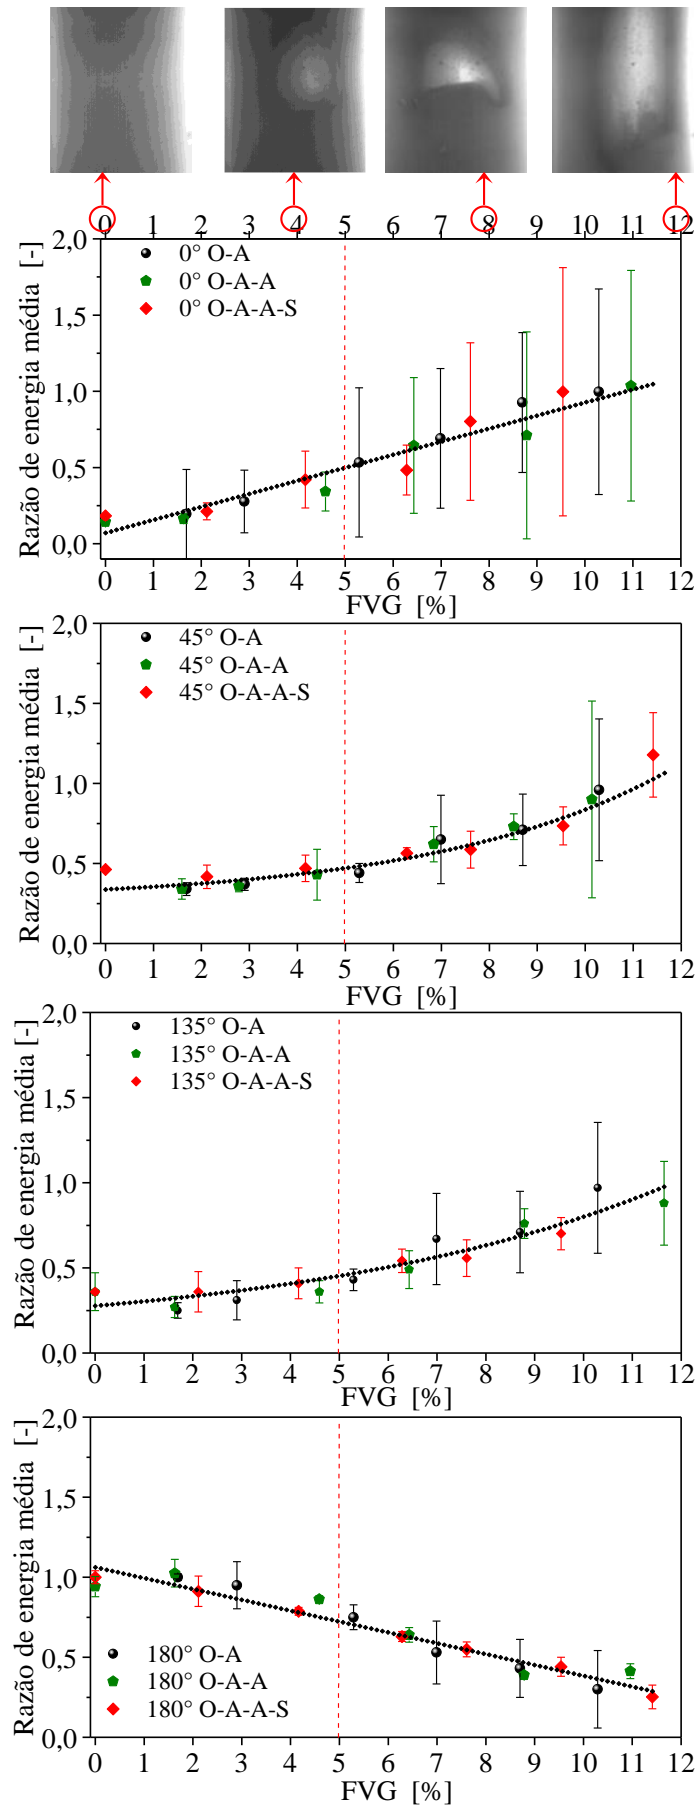 0 1 2 3 4 5 6 7 8 9 10 11 12
2,0
1,5
1,0
0,5
0,0
Razão de energia média [-]
0° O-A
0° O-A-A
0° O-A-A-S
0 1 2 3 4 5 6 7 8 9 10 11 12
FVG [%]
2,0
1,5
1,0
0,5
0,0
Razão de energia média [-]
45° O-A
45° O-A-A
45° O-A-A-S
0 1 2 3 4 5 6 7 8 9 10 11 12
FVG [%]
2,0
1,5
1,0
0,5
0,0
Razão de energia média [-]
135° O-A
135° O-A-A
135° O-A-A-S
0 1 2 3 4 5 6 7 8 9 10 11 12
FVG [%]
2,0
1,5
1,0
0,5
0,0
Razão de energia média [-]
180° O-A
180° O-A-A
180° O-A-A-S
0 1 2 3 4 5 6 7 8 9 10 11 12
FVG [%]